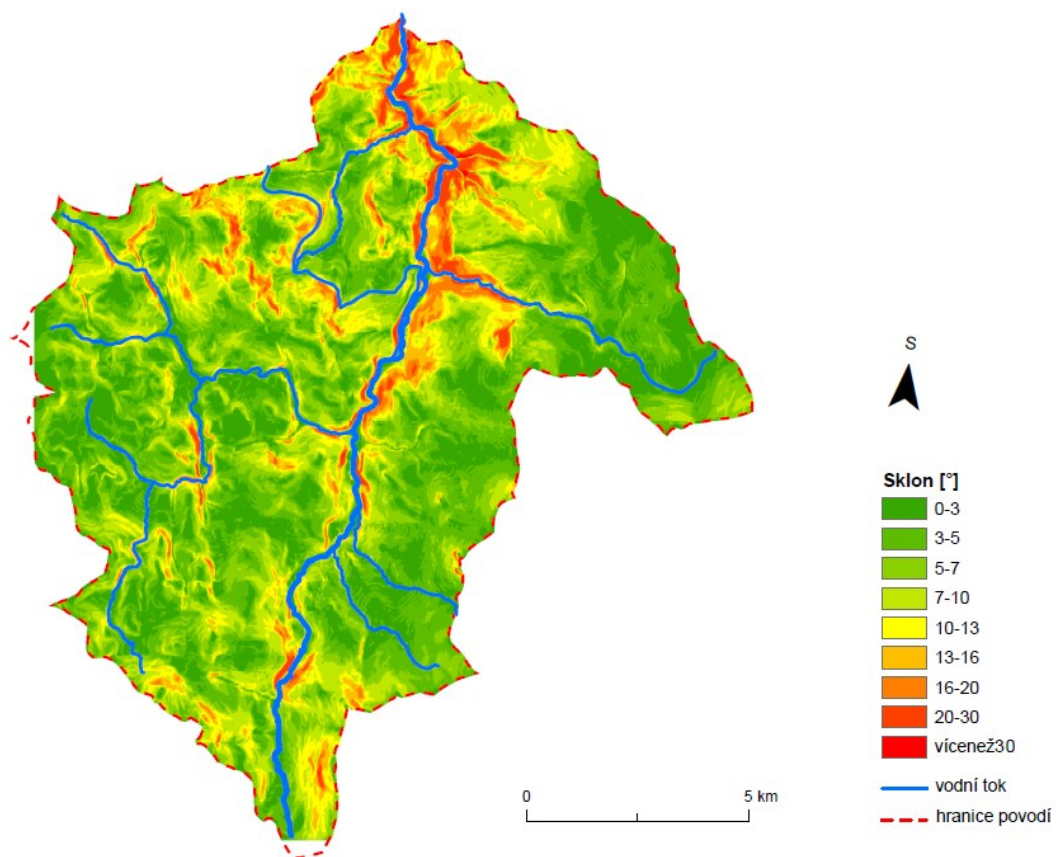 S
Sklon [°]
0-3
3-5
5-7
7-10
10-13
13-16
16-20
20-30
vícenež30
vodní tok
hranice povodí
0 5 km